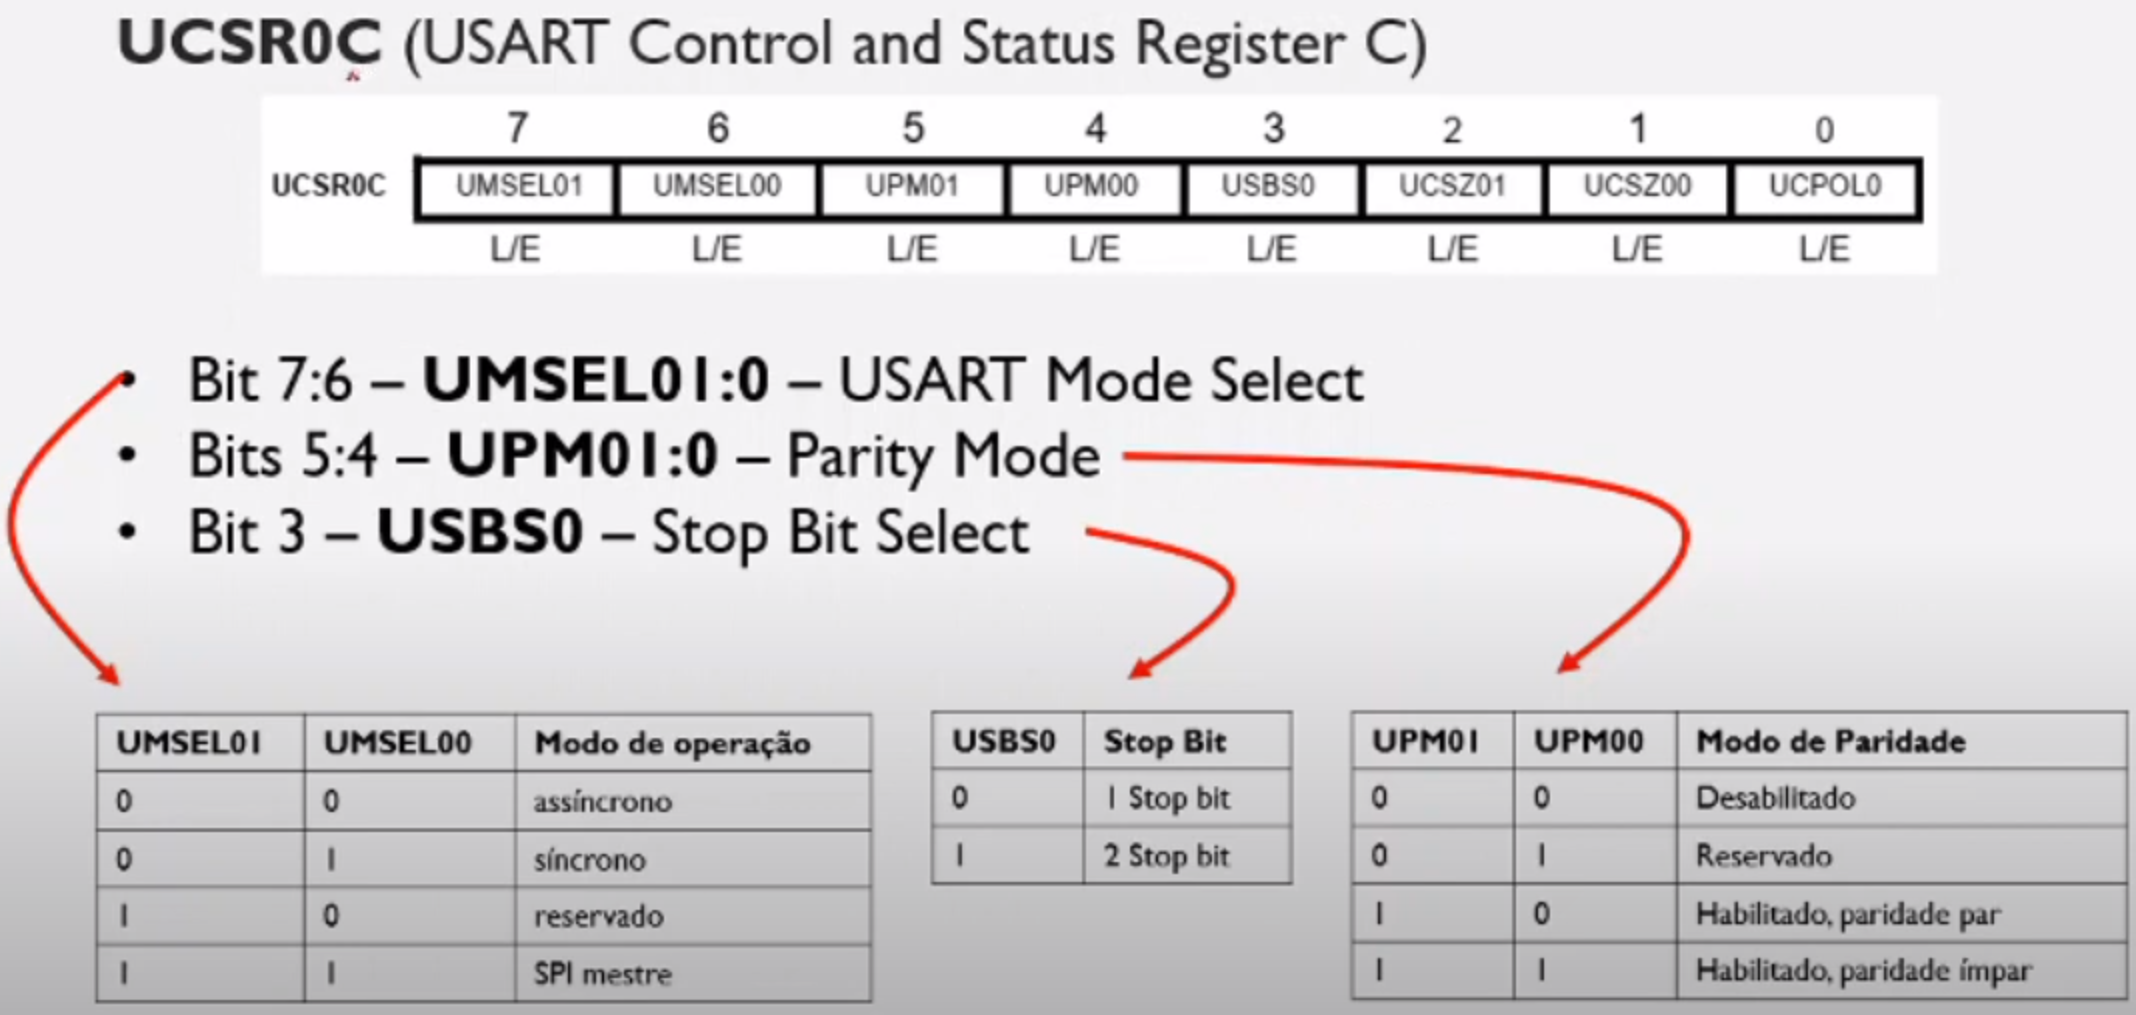 UCSR0C (USART Control and Status Register C)
7 6 5 4 3 2 1 0
UCSR0C UMSEL01 UMSEL00 UPM01 UPM00 USBS0 UCSZ01 UCSZ00 UCPOL0
L/E L/E L/E L/E L/E L/E L/E L/E
• Bit 7:6 – UMSEL01:0 – USART Mode Select
• Bits 5:4 – UPM01:0 – Parity Mode
• Bit 3 – USBS0 – Stop Bit Select
UMSEL01 UMSEL00 Modo de operação
0 0 assíncrono
0 1 síncrono
1 0 reservado
1 1 SPI mestre
USBS0 Stop Bit
0 1 Stop bit
1 2 Stop bit
UPM01 UPM00 Modo de Paridade
0 0 Desabilitado
0 1 Reservado
1 0 Habilitado, paridade par
1 1 Habilitado, paridade ímpar